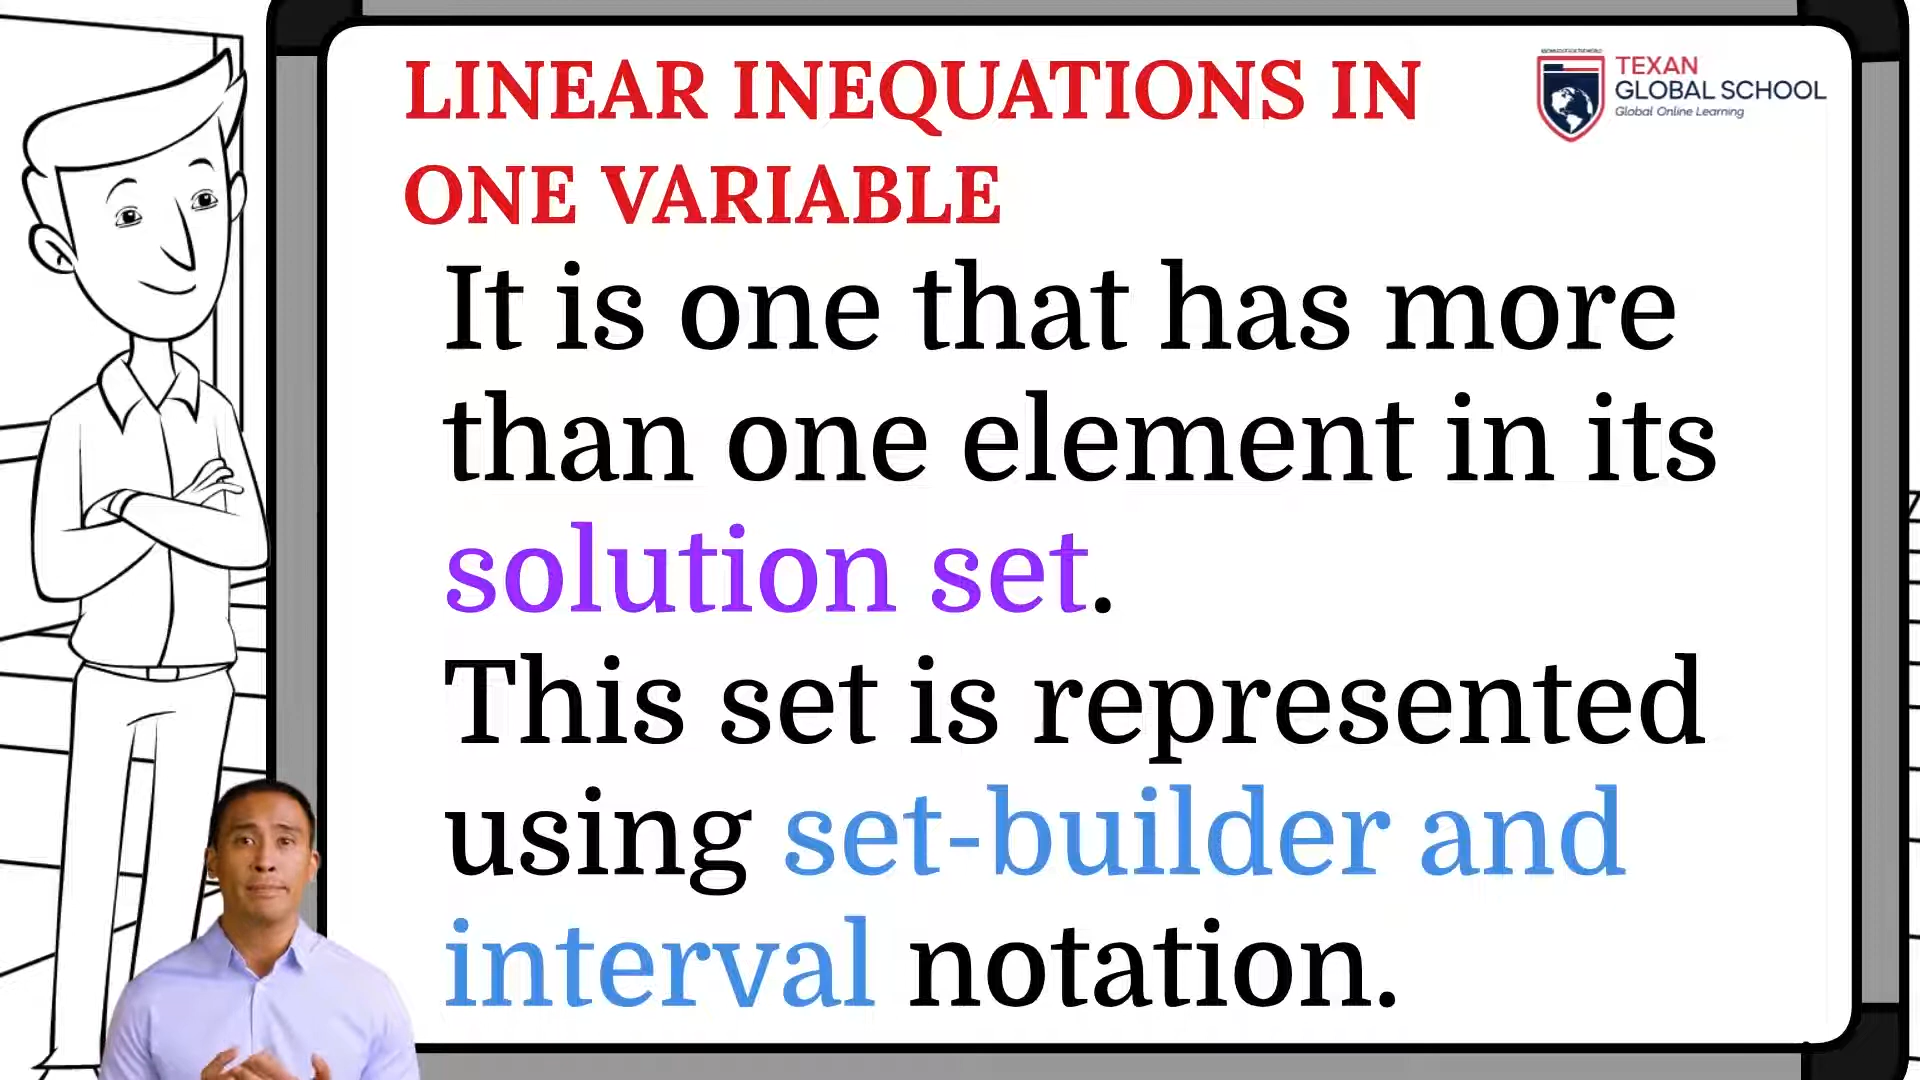 LINEAR INEQUATIONS IN
ONE VARIABLE
TEXAN
GLOBAL SCHOOL
Global Online Learning
It is one that has more
than one element in its
solution set.
This set is represented
using set-builder and
interval notation.